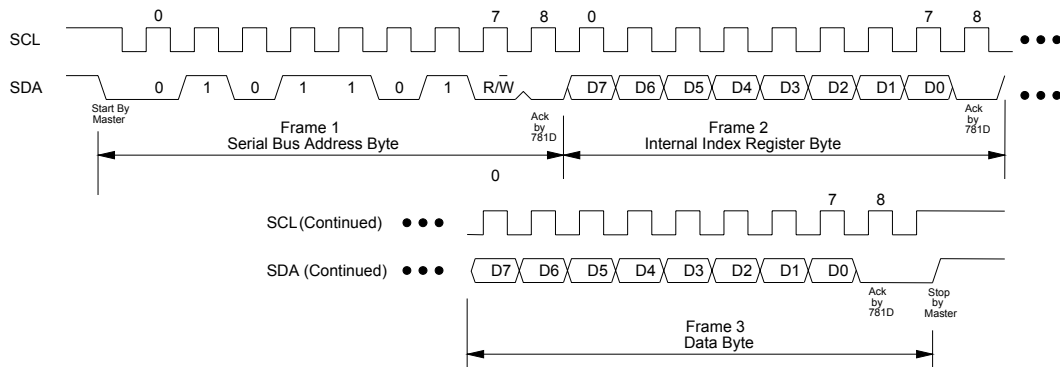 0 7 8 0 7 8
SCL
SDA 0 1 0 1 1 0 1 R/W̅ D7 D6 D5 D4 D3 D2 D1 D0
Start By
Master
Ack
by
781D
Ack
by
781D
Frame 1
Serial Bus Address Byte
Frame 2
Internal Index Register Byte
0
7 8
SCL (Continued)
SDA (Continued) D7 D6 D5 D4 D3 D2 D1 D0
Ack
by
781D
Stop
by
Master
Frame 3
Data Byte